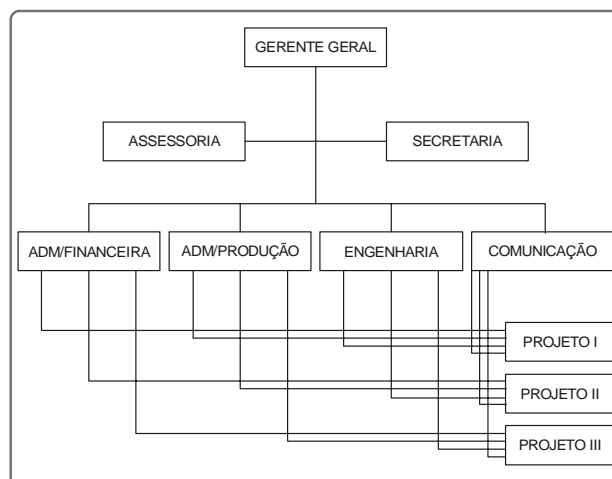 GERENTE GERAL
ASSESSORIA
SECRETARIA
ADM/FINANCEIRA
ADM/PRODUÇÃO
ENGENHARIA
COMUNICAÇÃO
PROJETO I
PROJETO II
PROJETO III